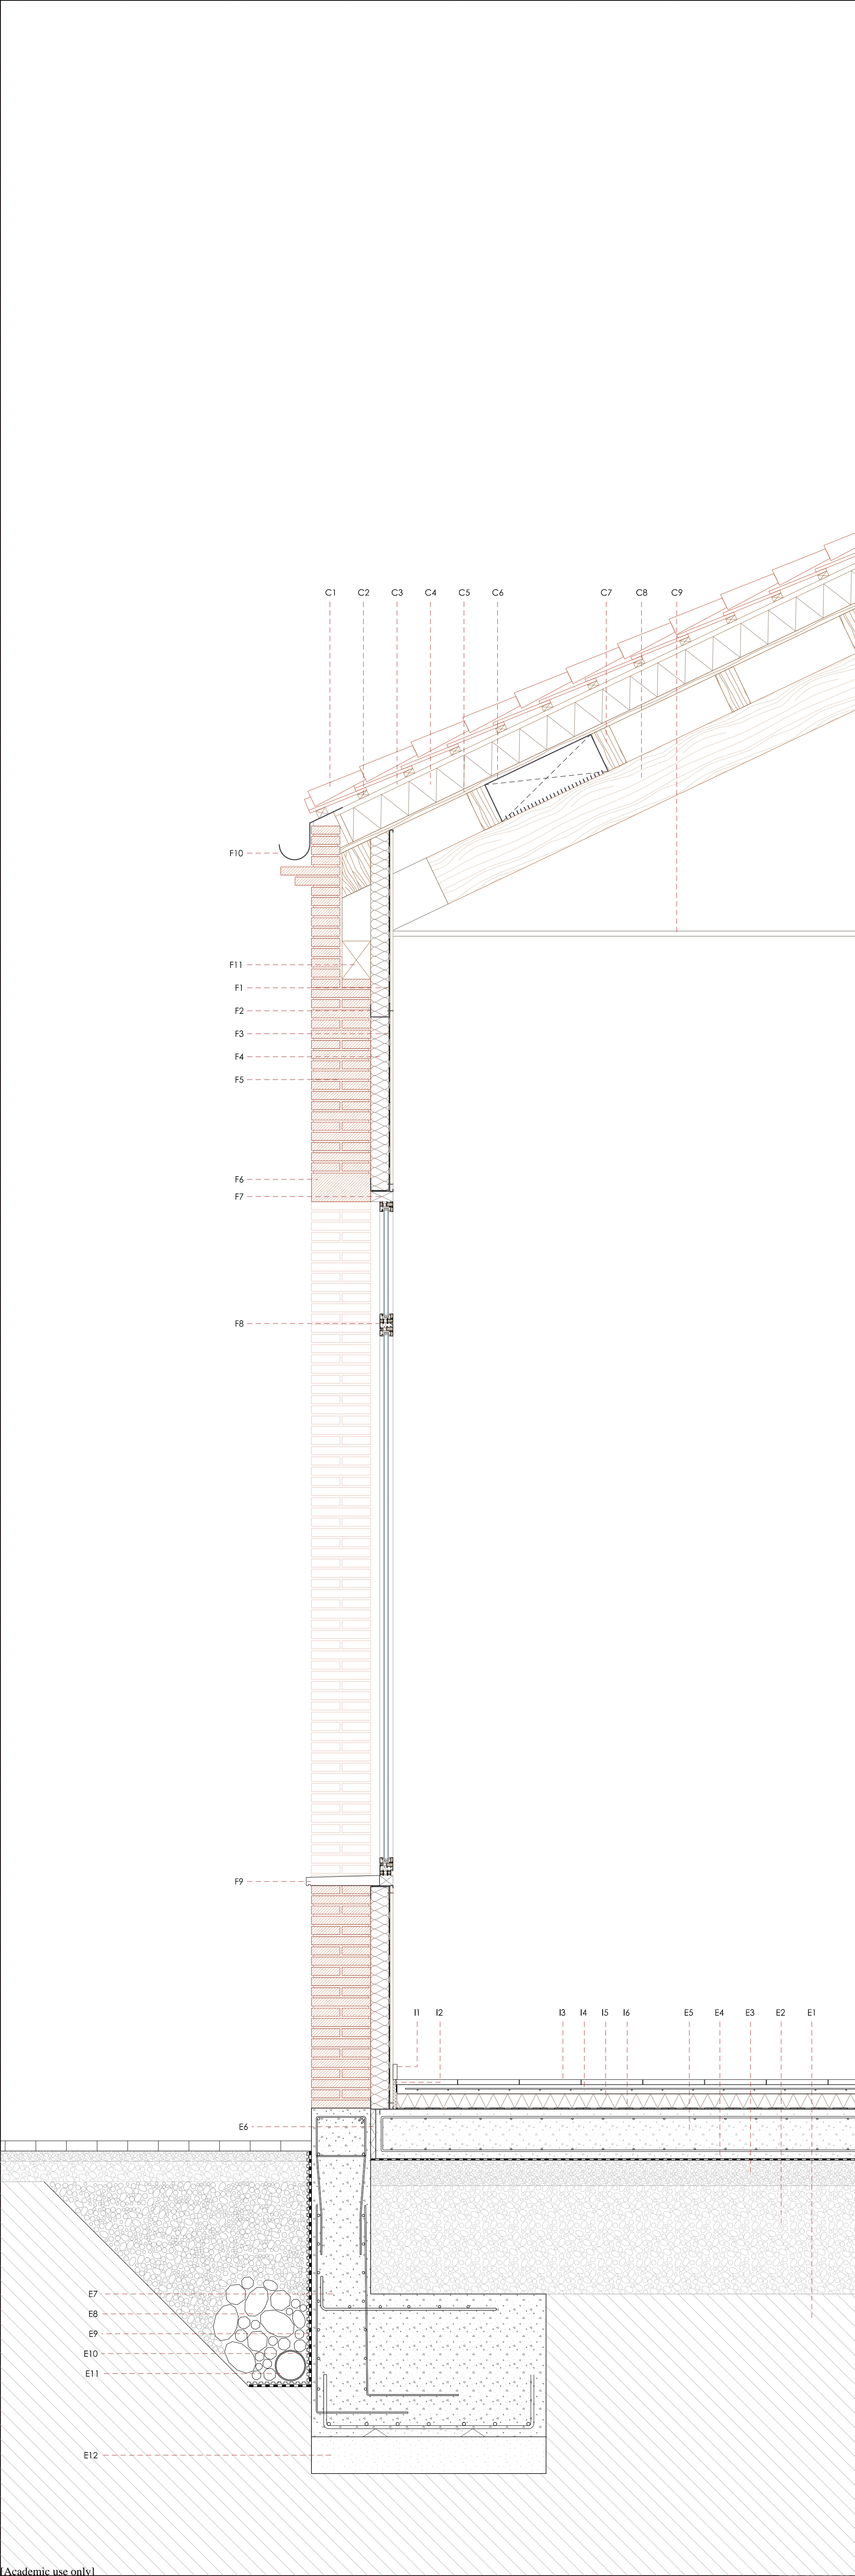 C1 C2 C3 C4 C5 C6 C7 C8 C9
F10
F11
F1
F2
F3
F4
F5
F6
F7
F8
F9
I1 I2 I3 I4 I5 I6 E5 E4 E3 E2 E1
E6
E7
E8
E9
E10
E11
E12
[Academic use only]